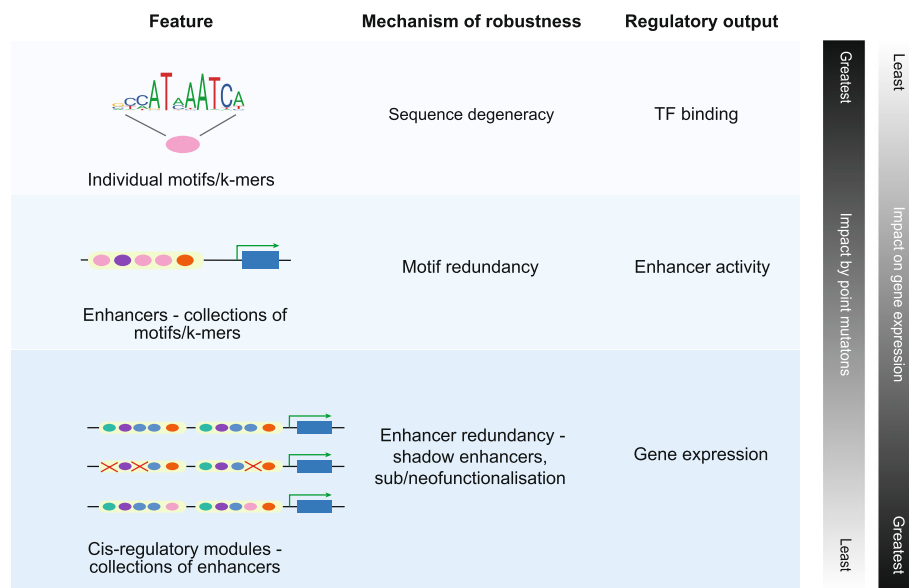 Feature
Mechanism of robustness
Regulatory output
Sequence degeneracy
TF binding
Individual motifs/k-mers
Motif redundancy
Enhancer activity
Enhancers - collections of
motifs/k-mers
Enhancer redundancy -
shadow enhancers,
sub/neofunctionalisation
Gene expression
Cis-regulatory modules -
collections of enhancers
Greatest
Impact by point mutatons
Least
Least
Impact on gene expression
Greatest